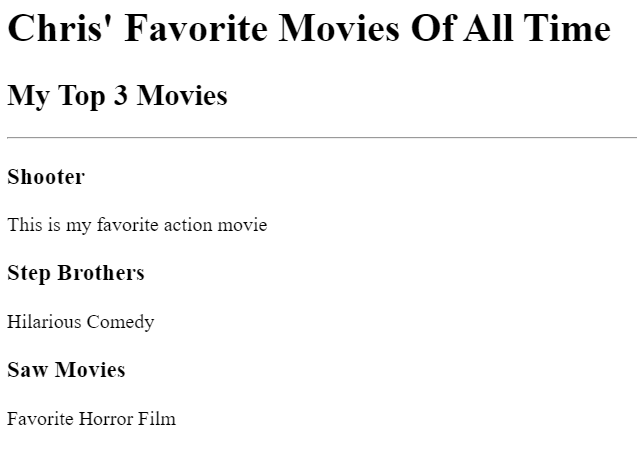 Chris' Favorite Movies Of All Time
My Top 3 Movies
Shooter
This is my favorite action movie
Step Brothers
Hilarious Comedy
Saw Movies
Favorite Horror Film